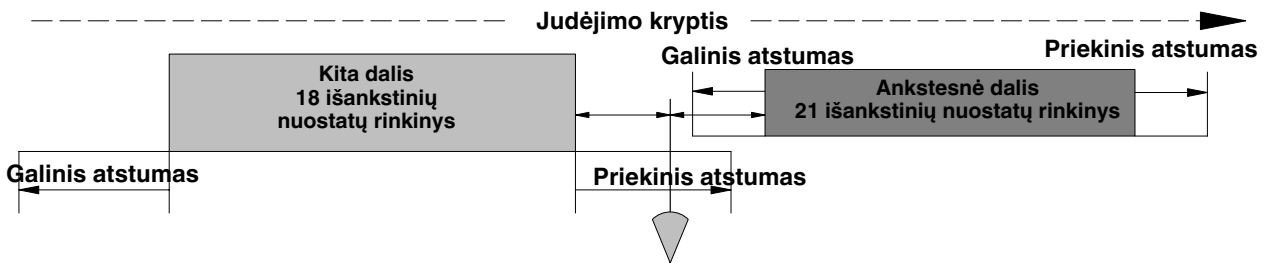 Judėjimo kryptis
Galinis atstumas
Priekinis atstumas
Kita dalis
18 išankstinių
nuostatų rinkinys
Ankstesnė dalis
21 išankstinių nuostatų rinkinys
Galinis atstumas
Priekinis atstumas